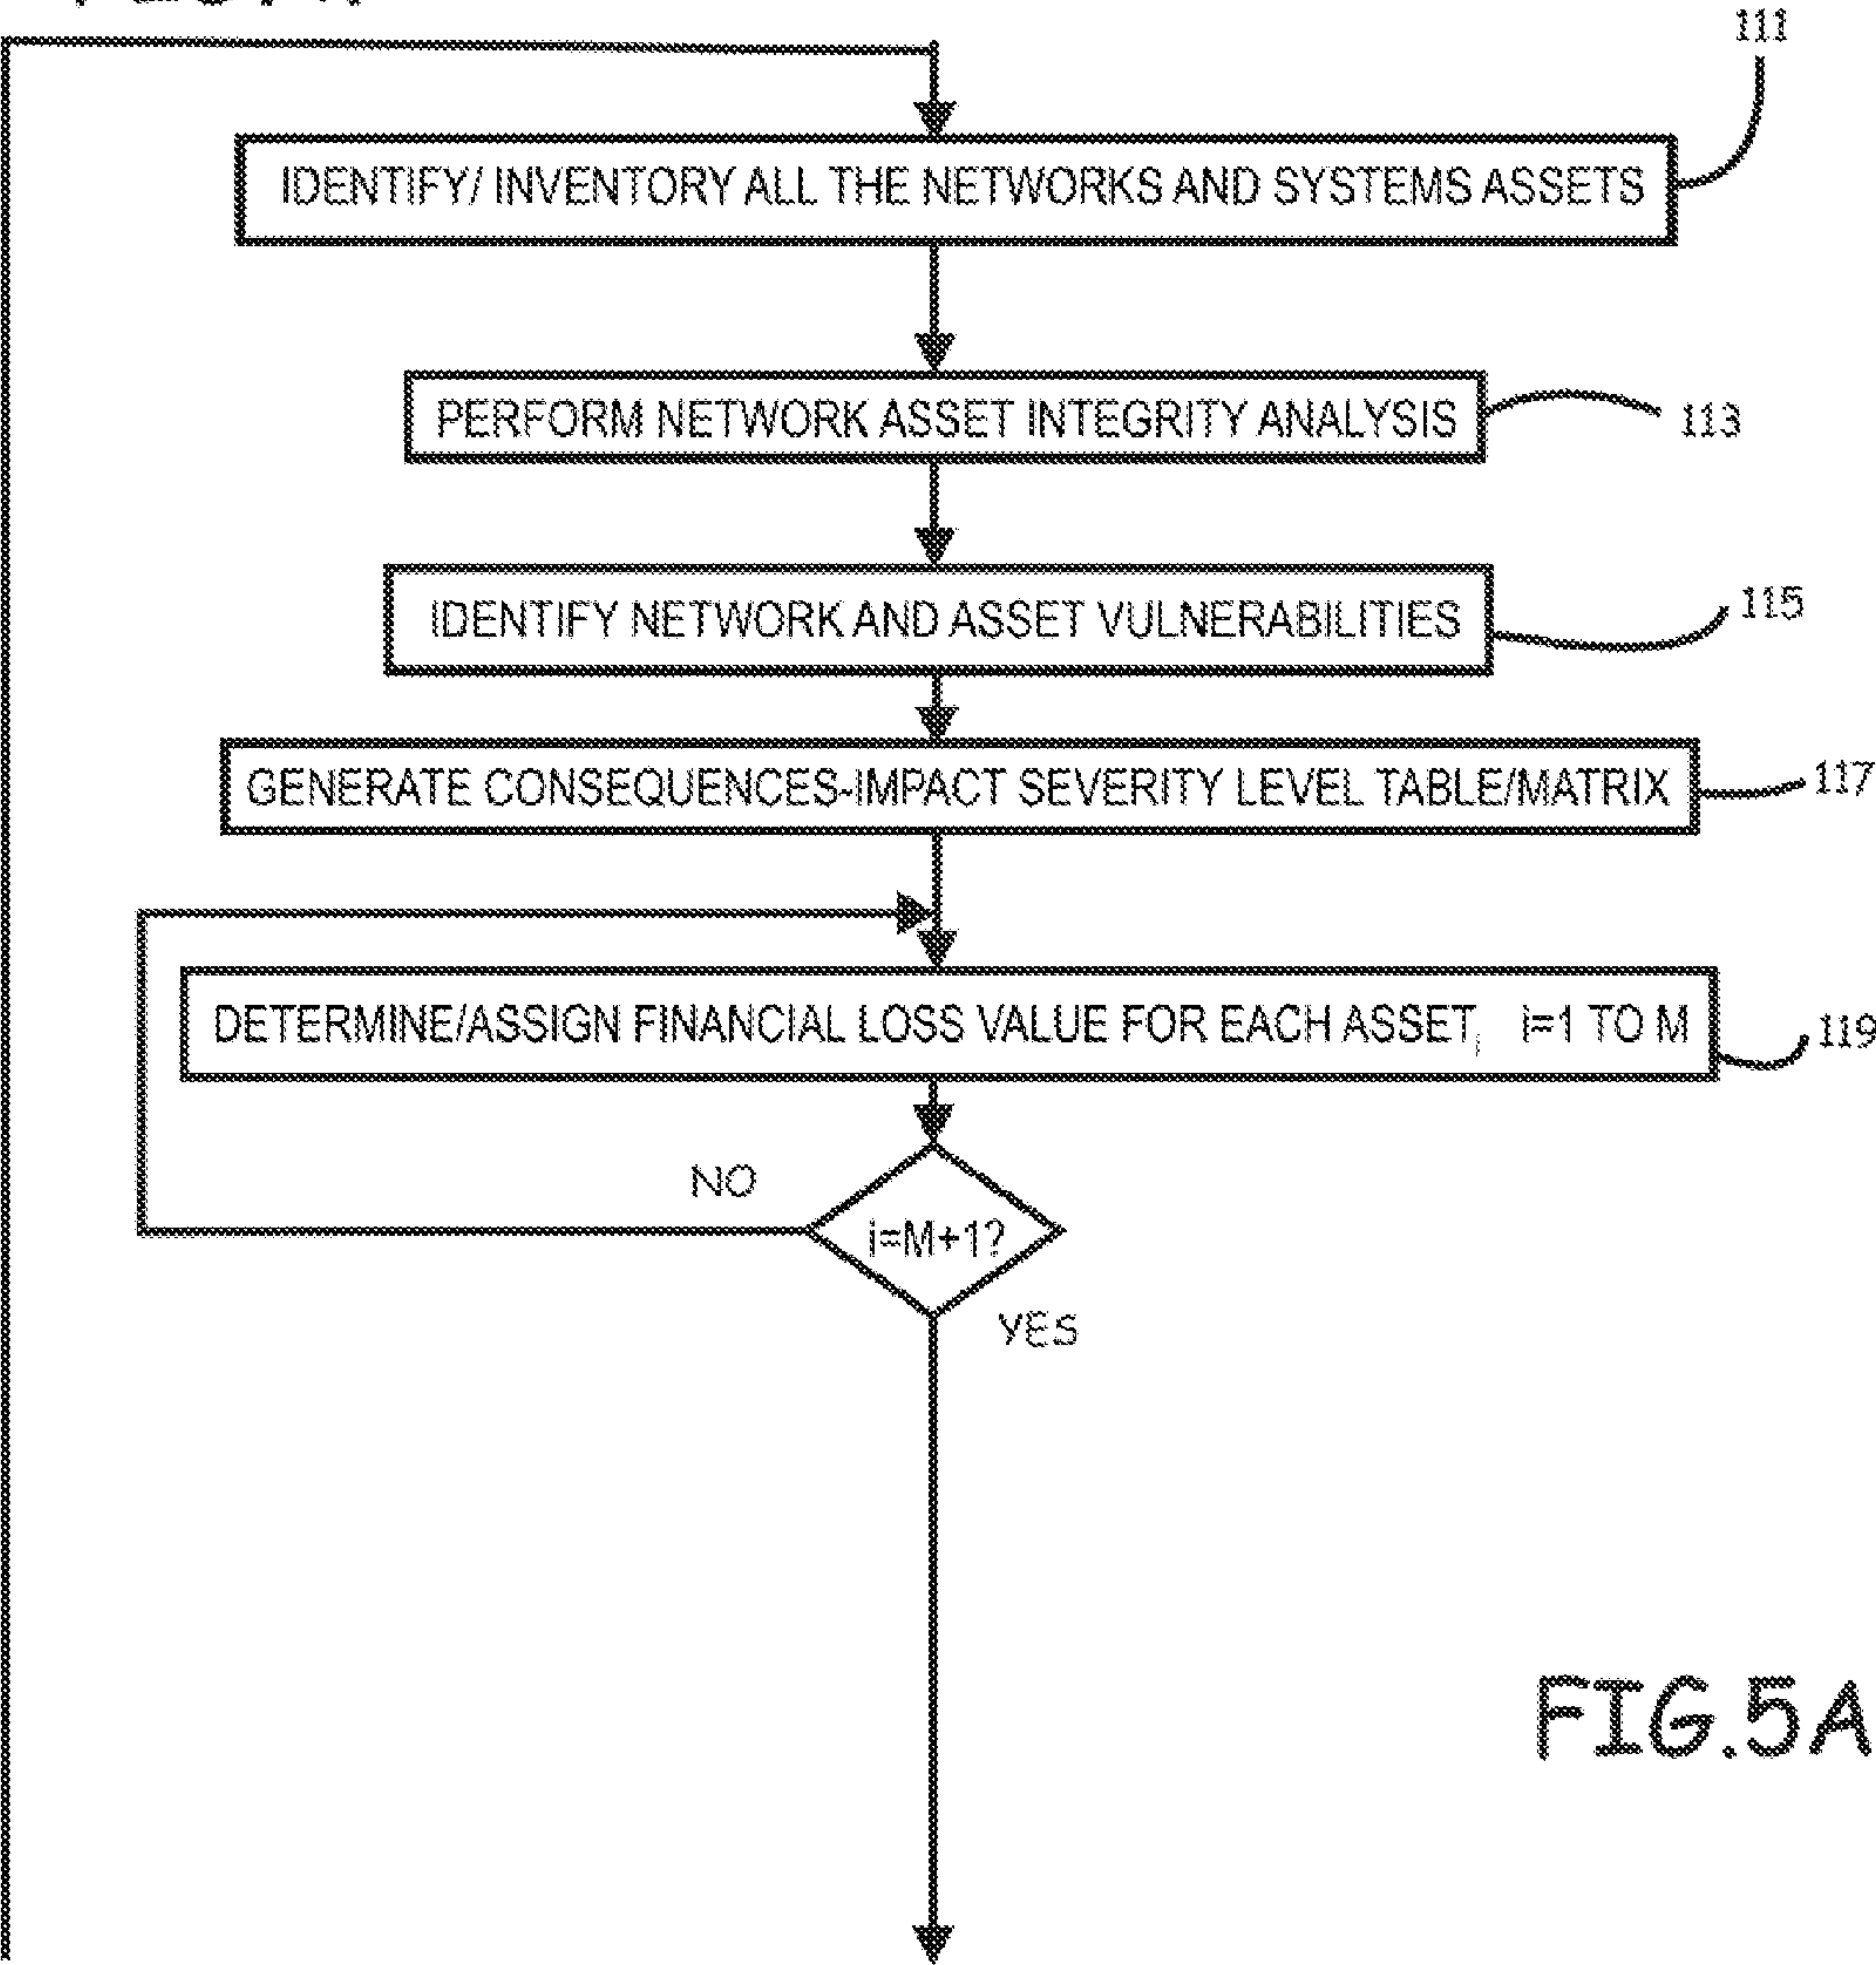 111
IDENTIFY/ INVENTORY ALL THE NETWORKS AND SYSTEMS ASSETS
PERFORM NETWORK ASSET INTEGRITY ANALYSIS
113
IDENTIFY NETWORK AND ASSET VULNERABILITIES
115
GENERATE CONSEQUENCES-IMPACT SEVERITY LEVEL TABLE/MATRIX
117
DETERMINE/ASSIGN FINANCIAL LOSS VALUE FOR EACH ASSETi i=1 TO M
119
NO
i=M+1?
YES
FIG.5A